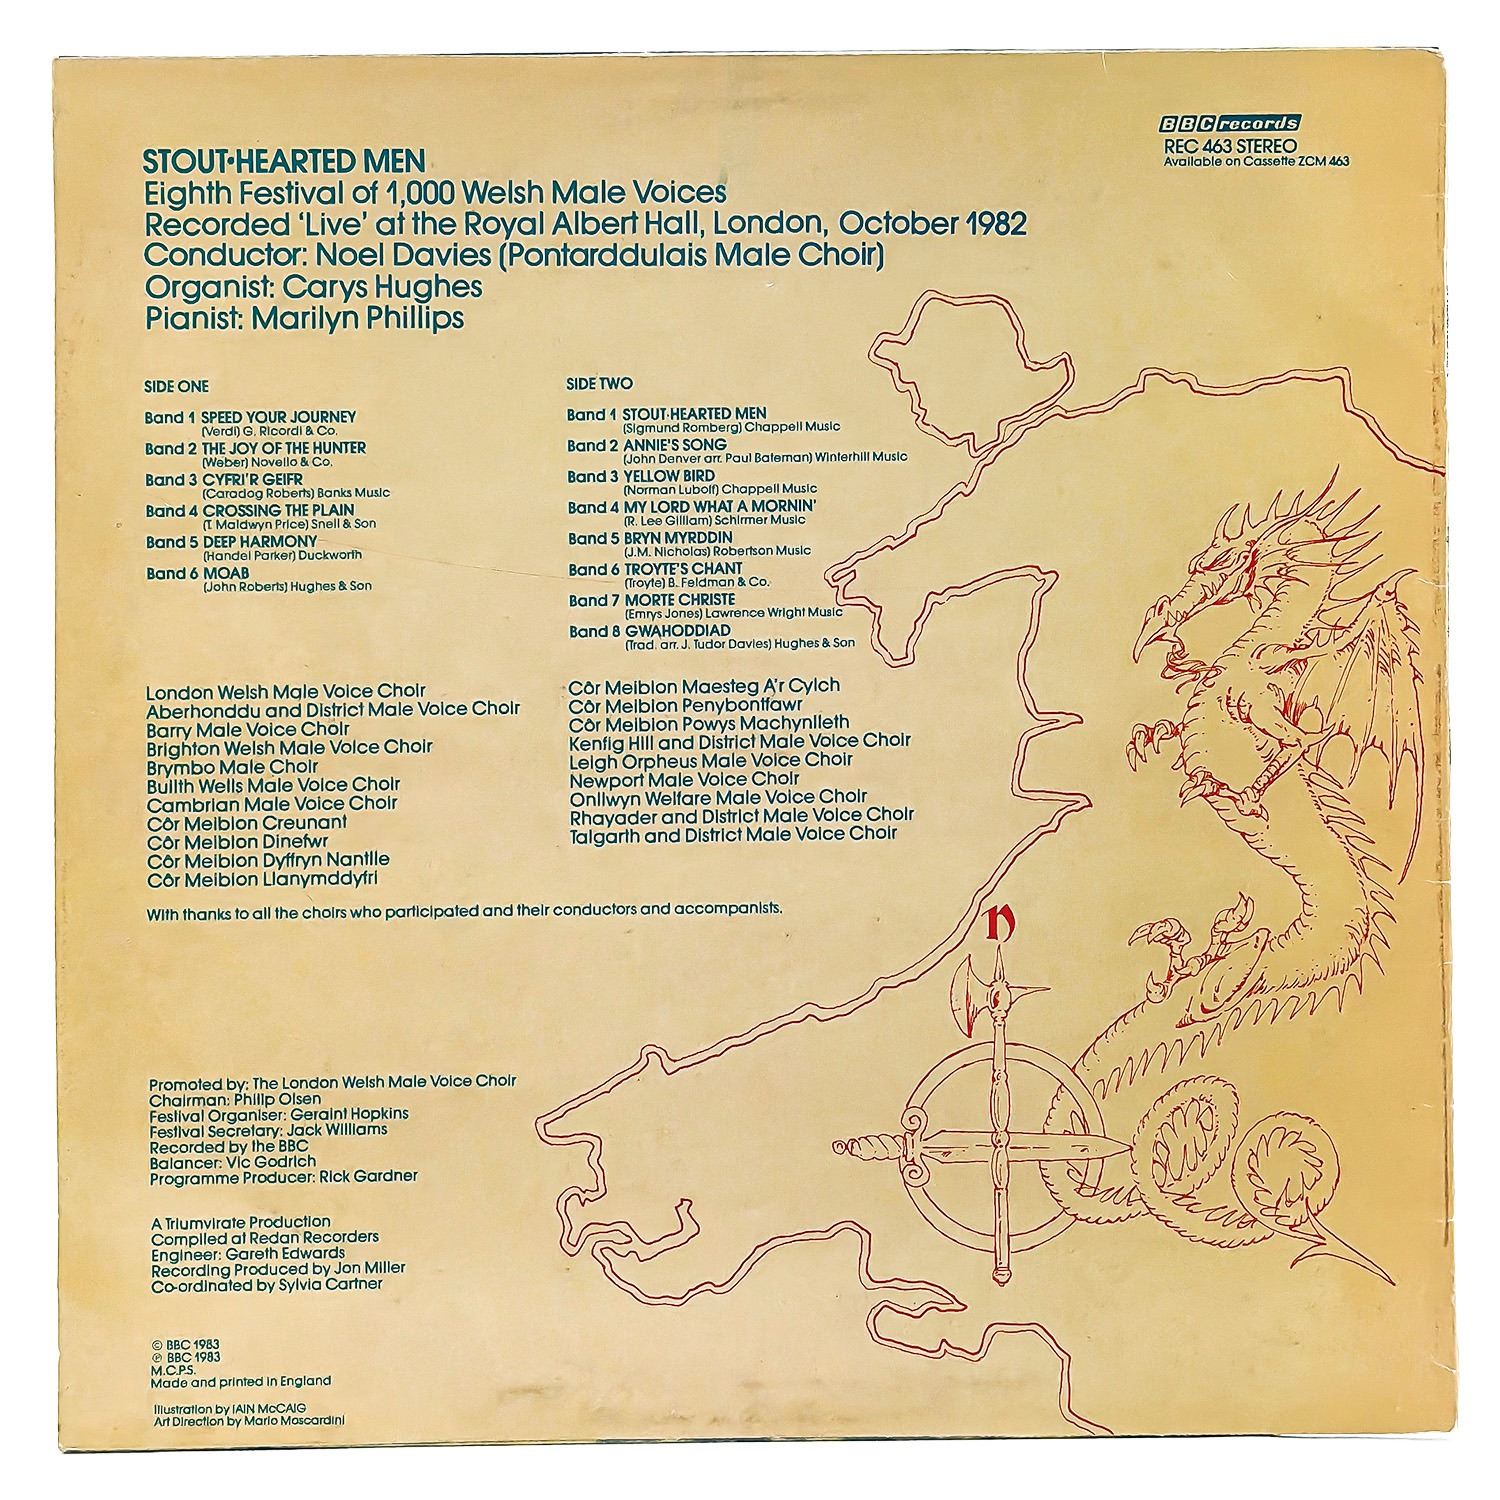 BBC records
REC 463 STEREO
Available on Cassette ZCM 463
STOUT·HEARTED MEN
Eighth Festival of 1,000 Welsh Male Voices
Recorded ‘Live’ at the Royal Albert Hall, London, October 1982
Conductor: Noel Davies (Pontarddulais Male Choir)
Organist: Carys Hughes
Pianist: Marilyn Phillips
SIDE ONE
Band 1 SPEED YOUR JOURNEY
(Verdi) G. Ricordi & Co.
Band 2 THE JOY OF THE HUNTER
(Weber) Novello & Co.
Band 3 CYFRI'R GEIFR
(Caradog Roberts) Banks Music
Band 4 CROSSING THE PLAIN
(T. Maldwyn Price) Snell & Son
Band 5 DEEP HARMONY
(Handel Parker) Duckworth
Band 6 MOAB
(John Roberts) Hughes & Son
SIDE TWO
Band 1 STOUT·HEARTED MEN
(Sigmund Romberg) Chappell Music
Band 2 ANNIE'S SONG
(John Denver arr. Paul Bateman) Winterhill Music
Band 3 YELLOW BIRD
(Norman Luboff) Chappell Music
Band 4 MY LORD WHAT A MORNIN'
(R. Lee Gilliam) Schirmer Music
Band 5 BRYN MYRDDIN
(J.M. Nicholas) Robertson Music
Band 6 TROYTE'S CHANT
(Troyte) B. Feldman & Co.
Band 7 MORTE CHRISTE
(Emrys Jones) Lawrence Wright Music
Band 8 GWAHODDIAD
(Trad. arr. J. Tudor Davies) Hughes & Son
London Welsh Male Voice Choir
Aberhonddu and District Male Voice Choir
Barry Male Voice Choir
Brighton Welsh Male Voice Choir
Brymbo Male Choir
Builth Wells Male Voice Choir
Cambrian Male Voice Choir
Côr Meibion Creunant
Côr Meibion Dinefwr
Côr Meibion Dyffryn Nantlle
Côr Meibion Llanymddyfri
Côr Meibion Maesteg A'r Cylch
Côr Meibion Penybontfawr
Côr Meibion Powys Machynlleth
Kenfig Hill and District Male Voice Choir
Leigh Orpheus Male Voice Choir
Newport Male Voice Choir
Onllwyn Welfare Male Voice Choir
Rhayader and District Male Voice Choir
Talgarth and District Male Voice Choir
With thanks to all the choirs who participated and their conductors and accompanists.
n
Promoted by: The London Welsh Male Voice Choir
Chairman: Philip Olsen
Festival Organiser: Geraint Hopkins
Festival Secretary: Jack Williams
Recorded by the BBC
Balancer: Vic Godrich
Programme Producer: Rick Gardner
A Triumvirate Production
Compiled at Redan Recorders
Engineer: Gareth Edwards
Recording Produced by Jon Miller
Co-ordinated by Sylvia Cartner
© BBC 1983
℗ BBC 1983
M.C.P.S.
Made and printed in England
Illustration by IAIN McCAIG
Art Direction by Mario Moscardini